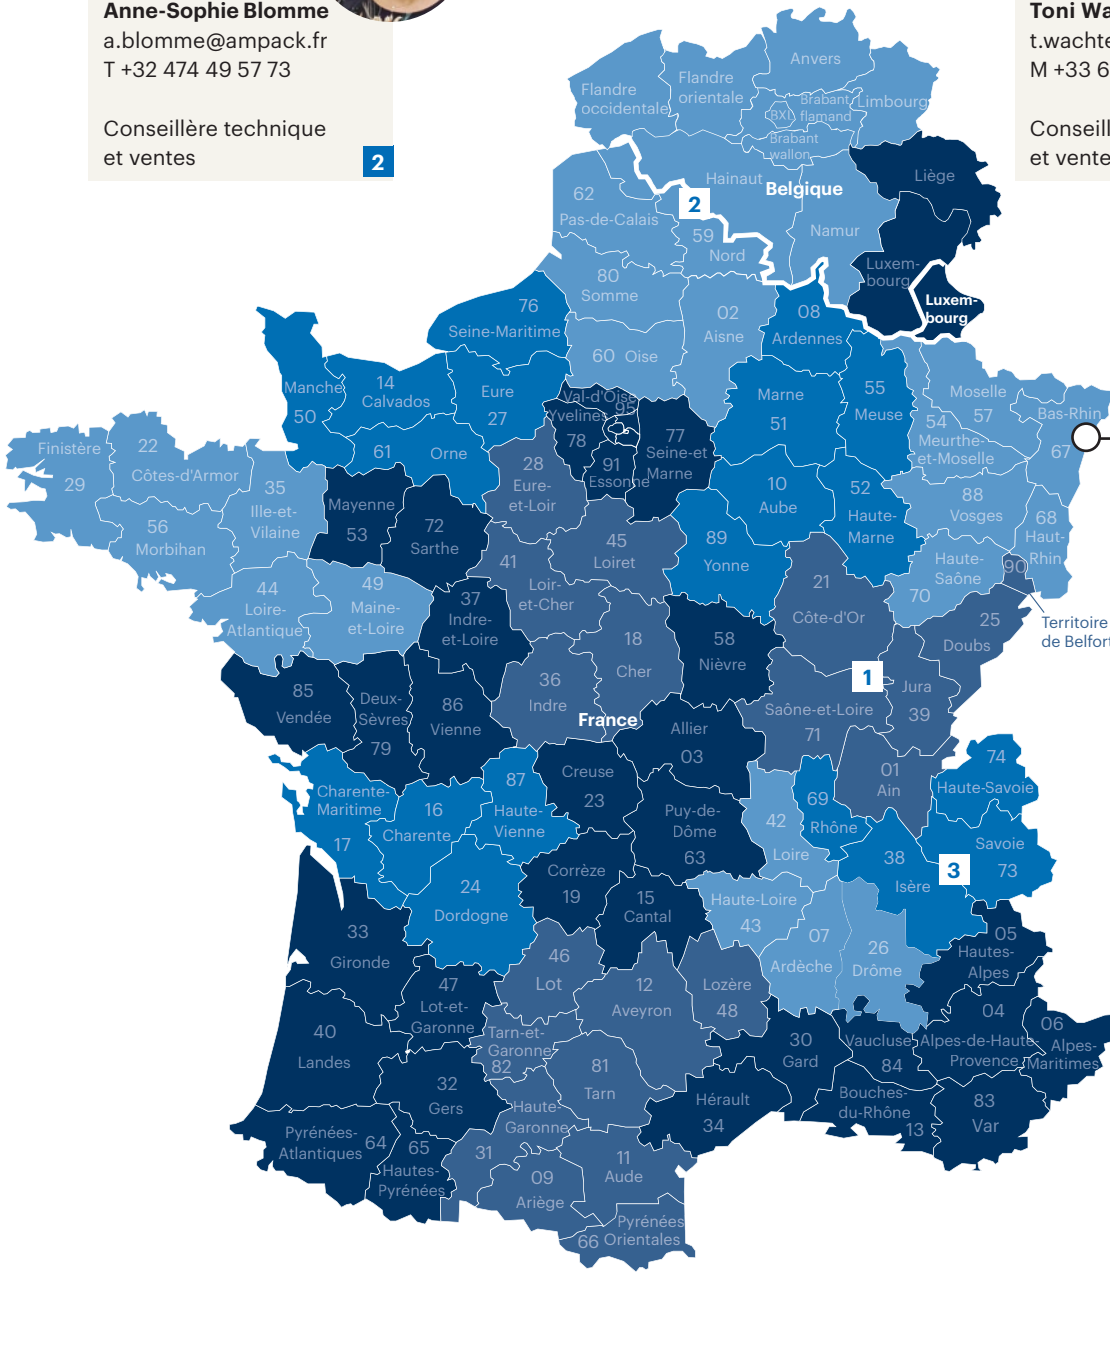 Anne-Sophie Blomme
a.blomme@ampack.fr
T +32 474 49 57 73
Conseillère technique
et ventes
2
Toni Wa
t.wachte
M +33 6
Conseill
et vente
Anvers
Flandre
orientale
Flandre
occidentale
Limbourg
Brabant
flamand
BXL
Brabant
wallon
Hainaut
Belgique
Liège
2
Namur
Luxem-
bourg
Luxem-
bourg
62
Pas-de-Calais
59
Nord
80
Somme
02
Aisne
08
Ardennes
76
Seine-Maritime
60 Oise
Manche
50
14
Calvados
Eure
27
Val-d'Oise
95
Yvelines
78
91
Essonne
77
Seine-et
Marne
Marne
51
55
Meuse
Moselle
57
54
Meurthe-
et-Moselle
Bas-Rhin
67
Finistère
29
22
Côtes-d'Armor
56
Morbihan
35
Ille-et-
Vilaine
61
Orne
Mayenne
53
72
Sarthe
28
Eure-
et-Loir
45
Loiret
41
Loir-
et-Cher
10
Aube
52
Haute-
Marne
88
Vosges
68
Haut-
Rhin
89
Yonne
Haute-
Saône
70
90
Territoire
de Belfort
44
Loire-
Atlantique
49
Maine-
et-Loire
37
Indre-
et-Loire
18
Cher
58
Nièvre
21
Côte-d'Or
25
Doubs
1
Jura
39
85
Vendée
Deux-
Sèvres
79
86
Vienne
36
Indre
France
Allier
03
Saône-et-Loire
71
01
Ain
74
Haute-Savoie
Charente-
Maritime
17
16
Charente
87
Haute-
Vienne
Creuse
23
Puy-de-
Dôme
63
42
Loire
69
Rhône
38
Isère
3
Savoie
73
24
Dordogne
Corrèze
19
15
Cantal
Haute-Loire
43
07
Ardèche
26
Drôme
05
Hautes-
Alpes
33
Gironde
47
Lot-et-
Garonne
46
Lot
12
Aveyron
Lozère
48
30
Gard
Vaucluse
84
04
Alpes-de-Haute-
Provence
06
Alpes-
Maritimes
40
Landes
Tarn-et-
Garonne
82
81
Tarn
32
Gers
Haute-
Garonne
31
Hérault
34
Bouches-
du-Rhône
13
83
Var
Pyrénées-
Atlantiques
64
65
Hautes-
Pyrénées
09
Ariège
11
Aude
Pyrénées
66 Orientales